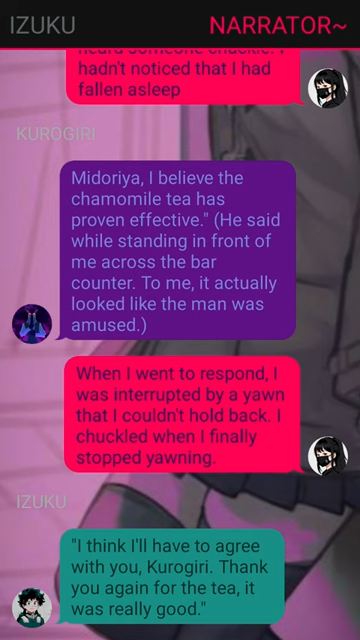 IZUKU
NARRATOR~
heard someone chuckle. I
hadn't noticed that I had
fallen asleep
KUROGIRI
Midoriya, I believe the
chamomile tea has
proven effective." (He said
while standing in front of
me across the bar
counter. To me, it actually
looked like the man was
amused.)
When I went to respond, I
was interrupted by a yawn
that I couldn't hold back. I
chuckled when I finally
stopped yawning.
IZUKU
"I think I'll have to agree
with you, Kurogiri. Thank
you again for the tea, it
was really good."